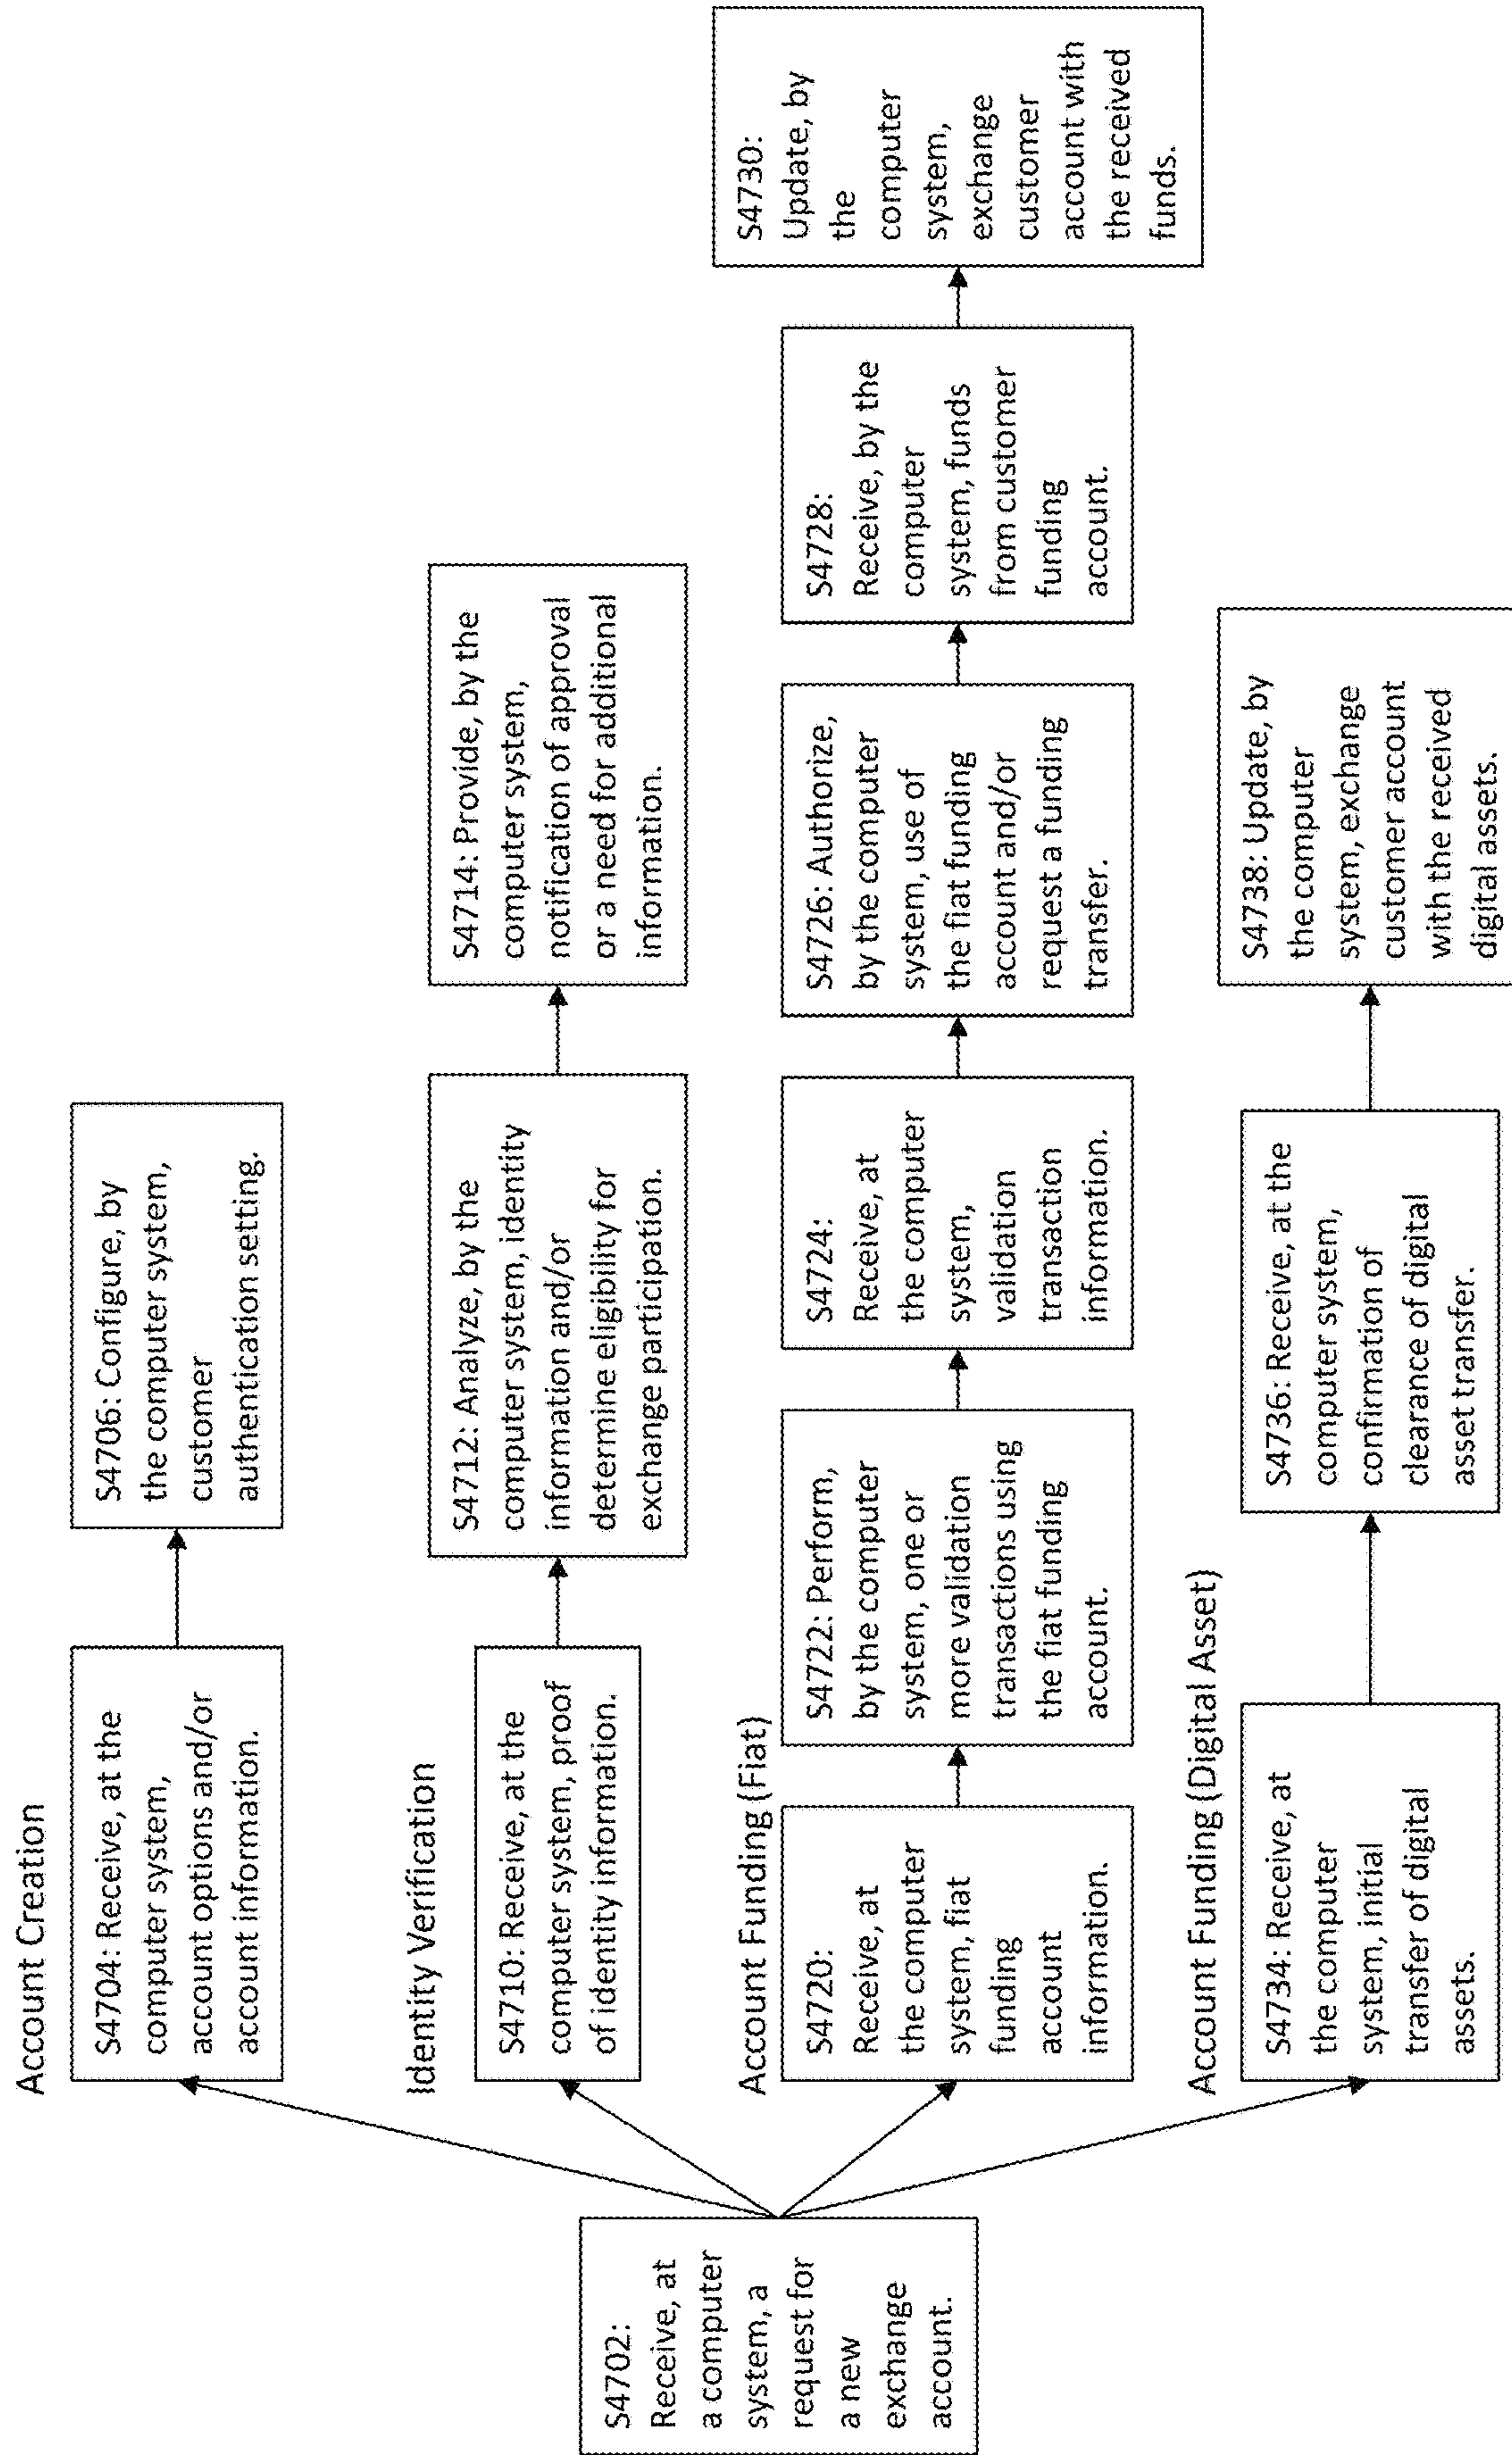 S4702:
Receive, at
a computer
system, a
request for
a new
exchange
account.
Account Creation
S4704: Receive, at the
computer system,
account options and/or
account information.
S4706: Configure, by
the computer system,
customer
authentication setting.
Identity Verification
S4710: Receive, at the
computer system, proof
of identity information.
S4712: Analyze, by the
computer system, identity
information and/or
determine eligibility for
exchange participation.
S4714: Provide, by the
computer system,
notification of approval
or a need for additional
information.
Account Funding (Fiat)
S4720:
Receive, at
the computer
system, fiat
funding
account
information.
S4722: Perform,
by the computer
system, one or
more validation
transactions using
the fiat funding
account.
S4724:
Receive, at
the computer
system,
validation
transaction
information.
S4726: Authorize,
by the computer
system, use of
the fiat funding
account and/or
request a funding
transfer.
S4728:
Receive, by the
computer
system, funds
from customer
funding
account.
S4730:
Update, by
the
computer
system,
exchange
customer
account with
the received
funds.
Account Funding (Digital Asset)
S4734: Receive, at
the computer
system, initial
transfer of digital
assets.
S4736: Receive, at the
computer system,
confirmation of
clearance of digital
asset transfer.
S4738: Update, by
the computer
system, exchange
customer account
with the received
digital assets.